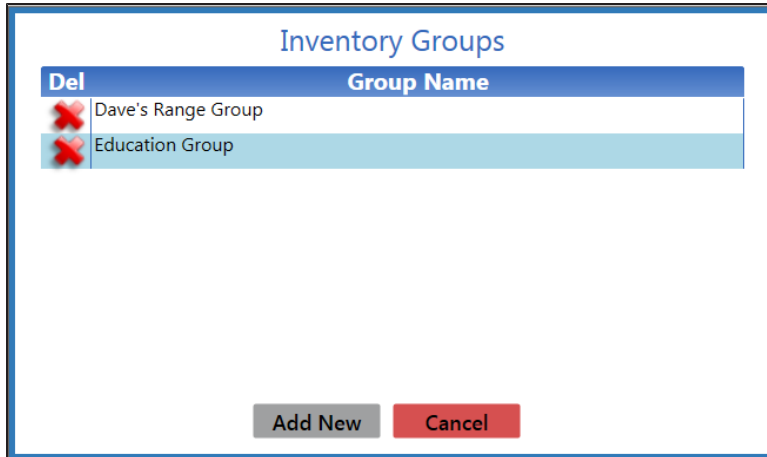 Inventory Groups
Del Group Name
Dave's Range Group
Education Group
Add New Cancel